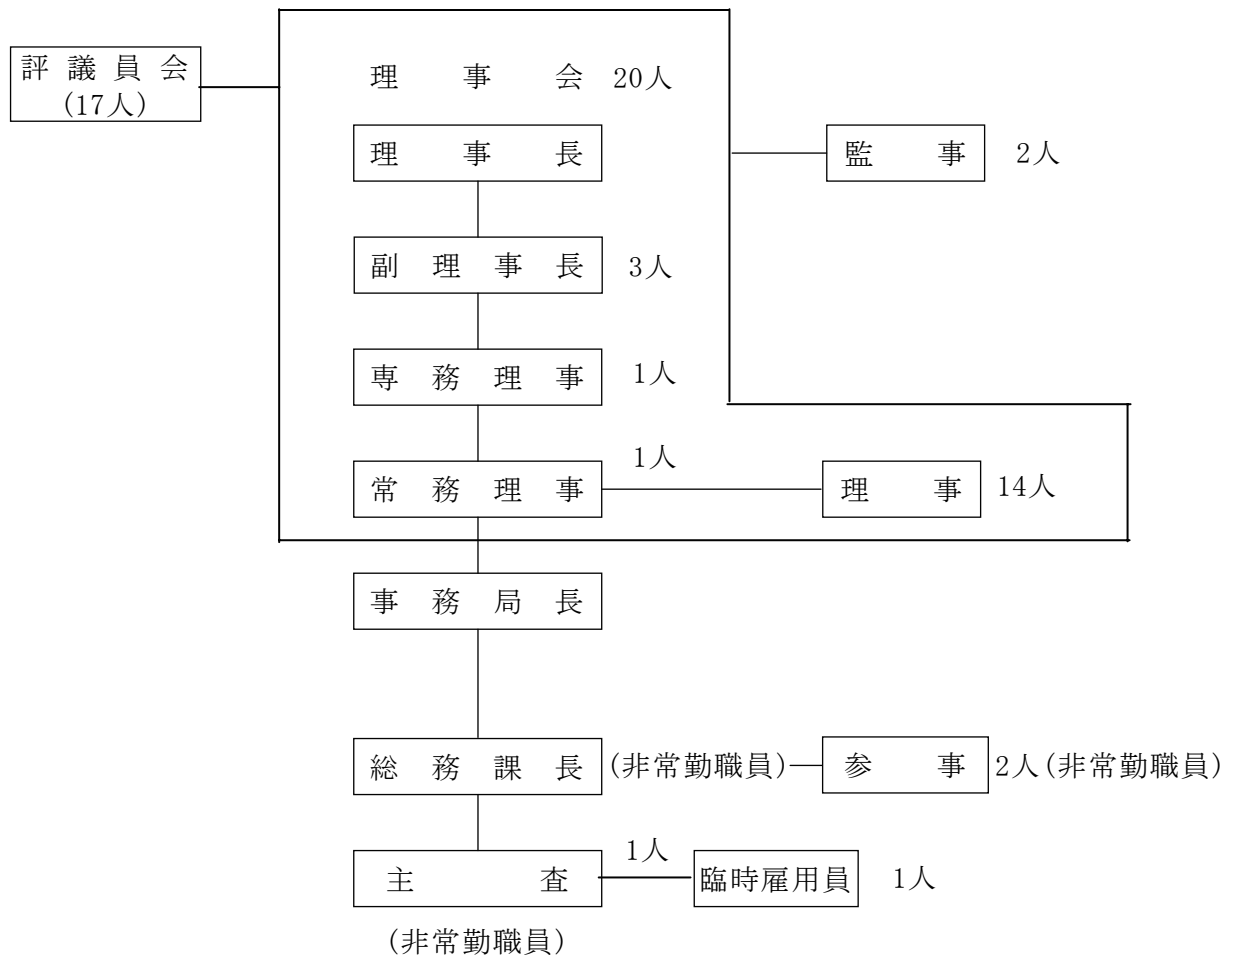 評議員会
(17人)
理事会 20人
理事長
監事 2人
副理事長 3人
専務理事 1人
常務理事 1人
理事 14人
事務局長
総務課長 (非常勤職員)
参事 2人(非常勤職員)
主査 1人
臨時雇用員 1人
(非常勤職員)